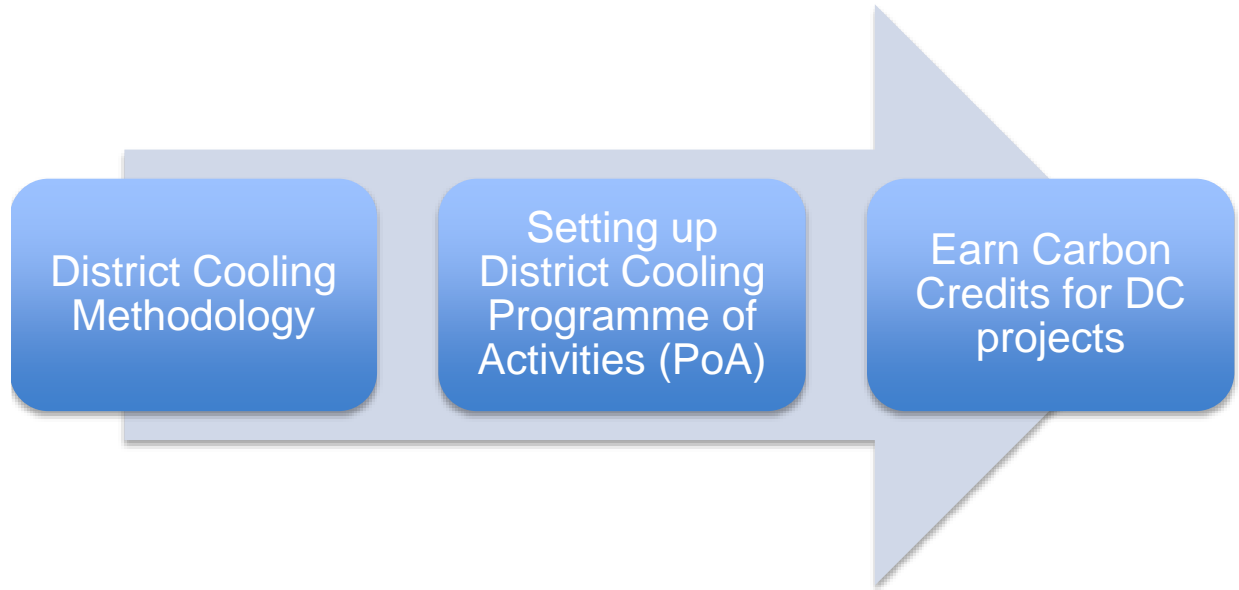 District Cooling
Methodology
Setting up
District Cooling
Programme of
Activities (PoA)
Earn Carbon
Credits for DC
projects